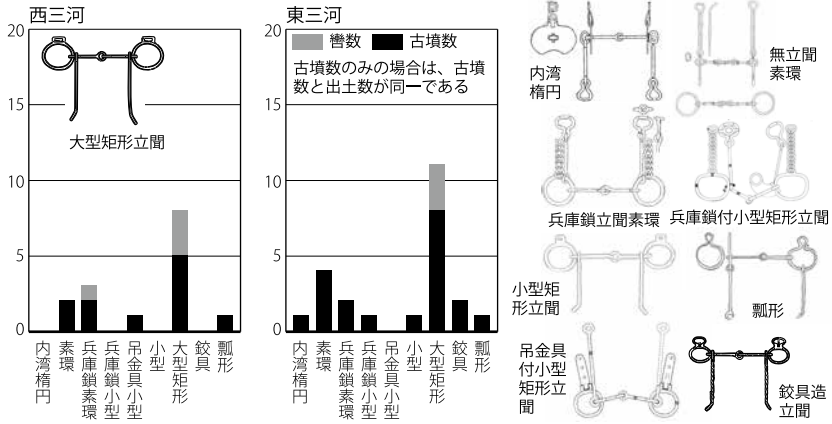 西三河
20
15
10
5
0
大型矩形立聞
内湾楕円
素環
兵庫鎖素環
兵庫鎖小型
吊金具小型
小型
大型矩形
鉸具
瓢形
東三河
20
15
10
5
0
轡数
古墳数
古墳数のみの場合は、古墳
数と出土数が同一である
内湾楕円
素環
兵庫鎖素環
兵庫鎖小型
吊金具小型
小型
大型矩形
鉸具
瓢形
内湾
楕円
無立聞
素環
兵庫鎖立聞素環
兵庫鎖付小型矩形立聞
小型矩
形立聞
瓢形
吊金具
付小型
矩形立
聞
鉸具造
立聞